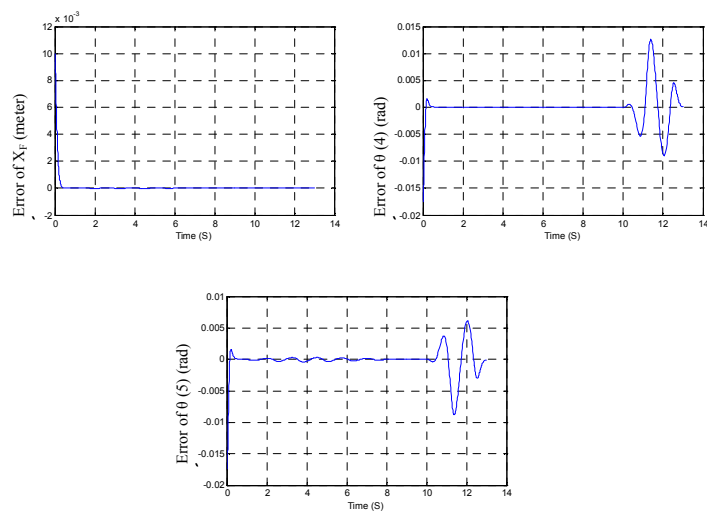 x 10⁻³
12
10
8
6
4
2
0
-2
0 2 4 6 8 10 12 14
Time (S)
Error of X_F (meter)
0.015
0.01
0.005
0
-0.005
-0.01
-0.015
-0.02
0 2 4 6 8 10 12 14
Time (S)
Error of θ (4) (rad)
0.01
0.005
0
-0.005
-0.01
-0.015
-0.02
0 2 4 6 8 10 12 14
Time (S)
Error of θ (5) (rad)